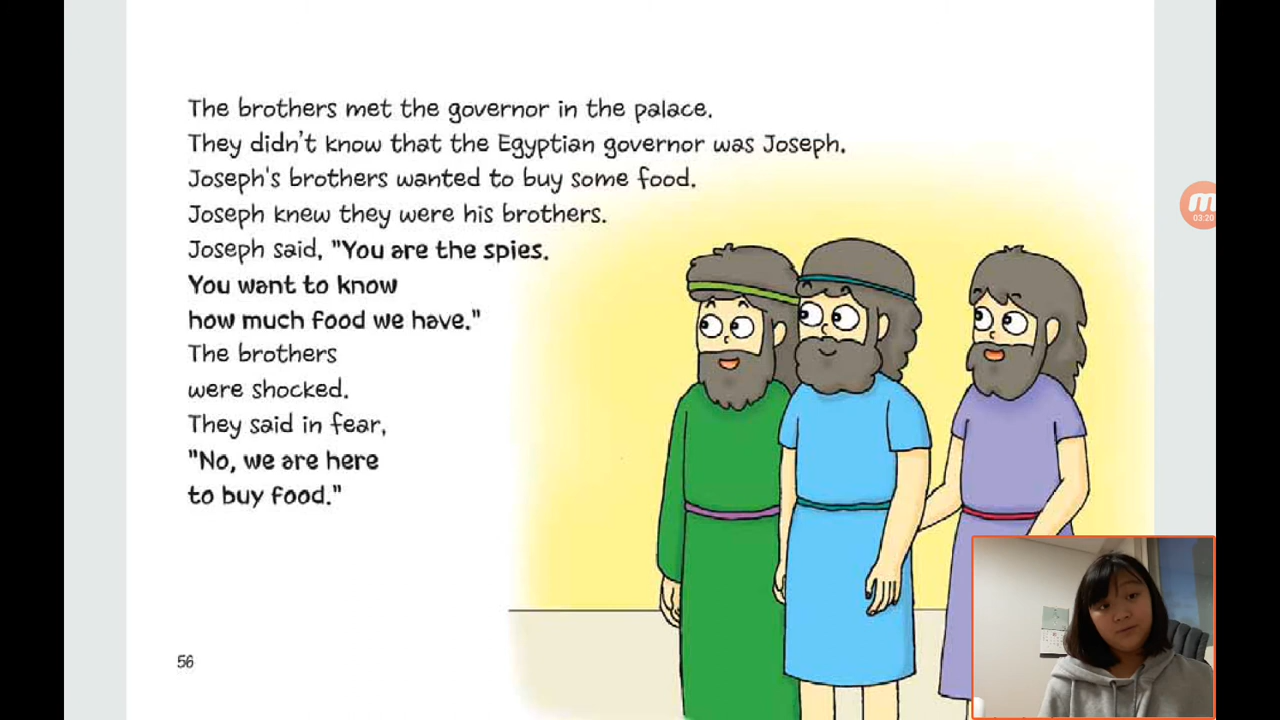 The brothers met the governor in the palace.
They didn't know that the Egyptian governor was Joseph.
Joseph's brothers wanted to buy some food.
Joseph knew they were his brothers.
Joseph said, "You are the spies.
You want to know
how much food we have."
The brothers
were shocked.
They said in fear,
"No, we are here
to buy food."
56
03:20